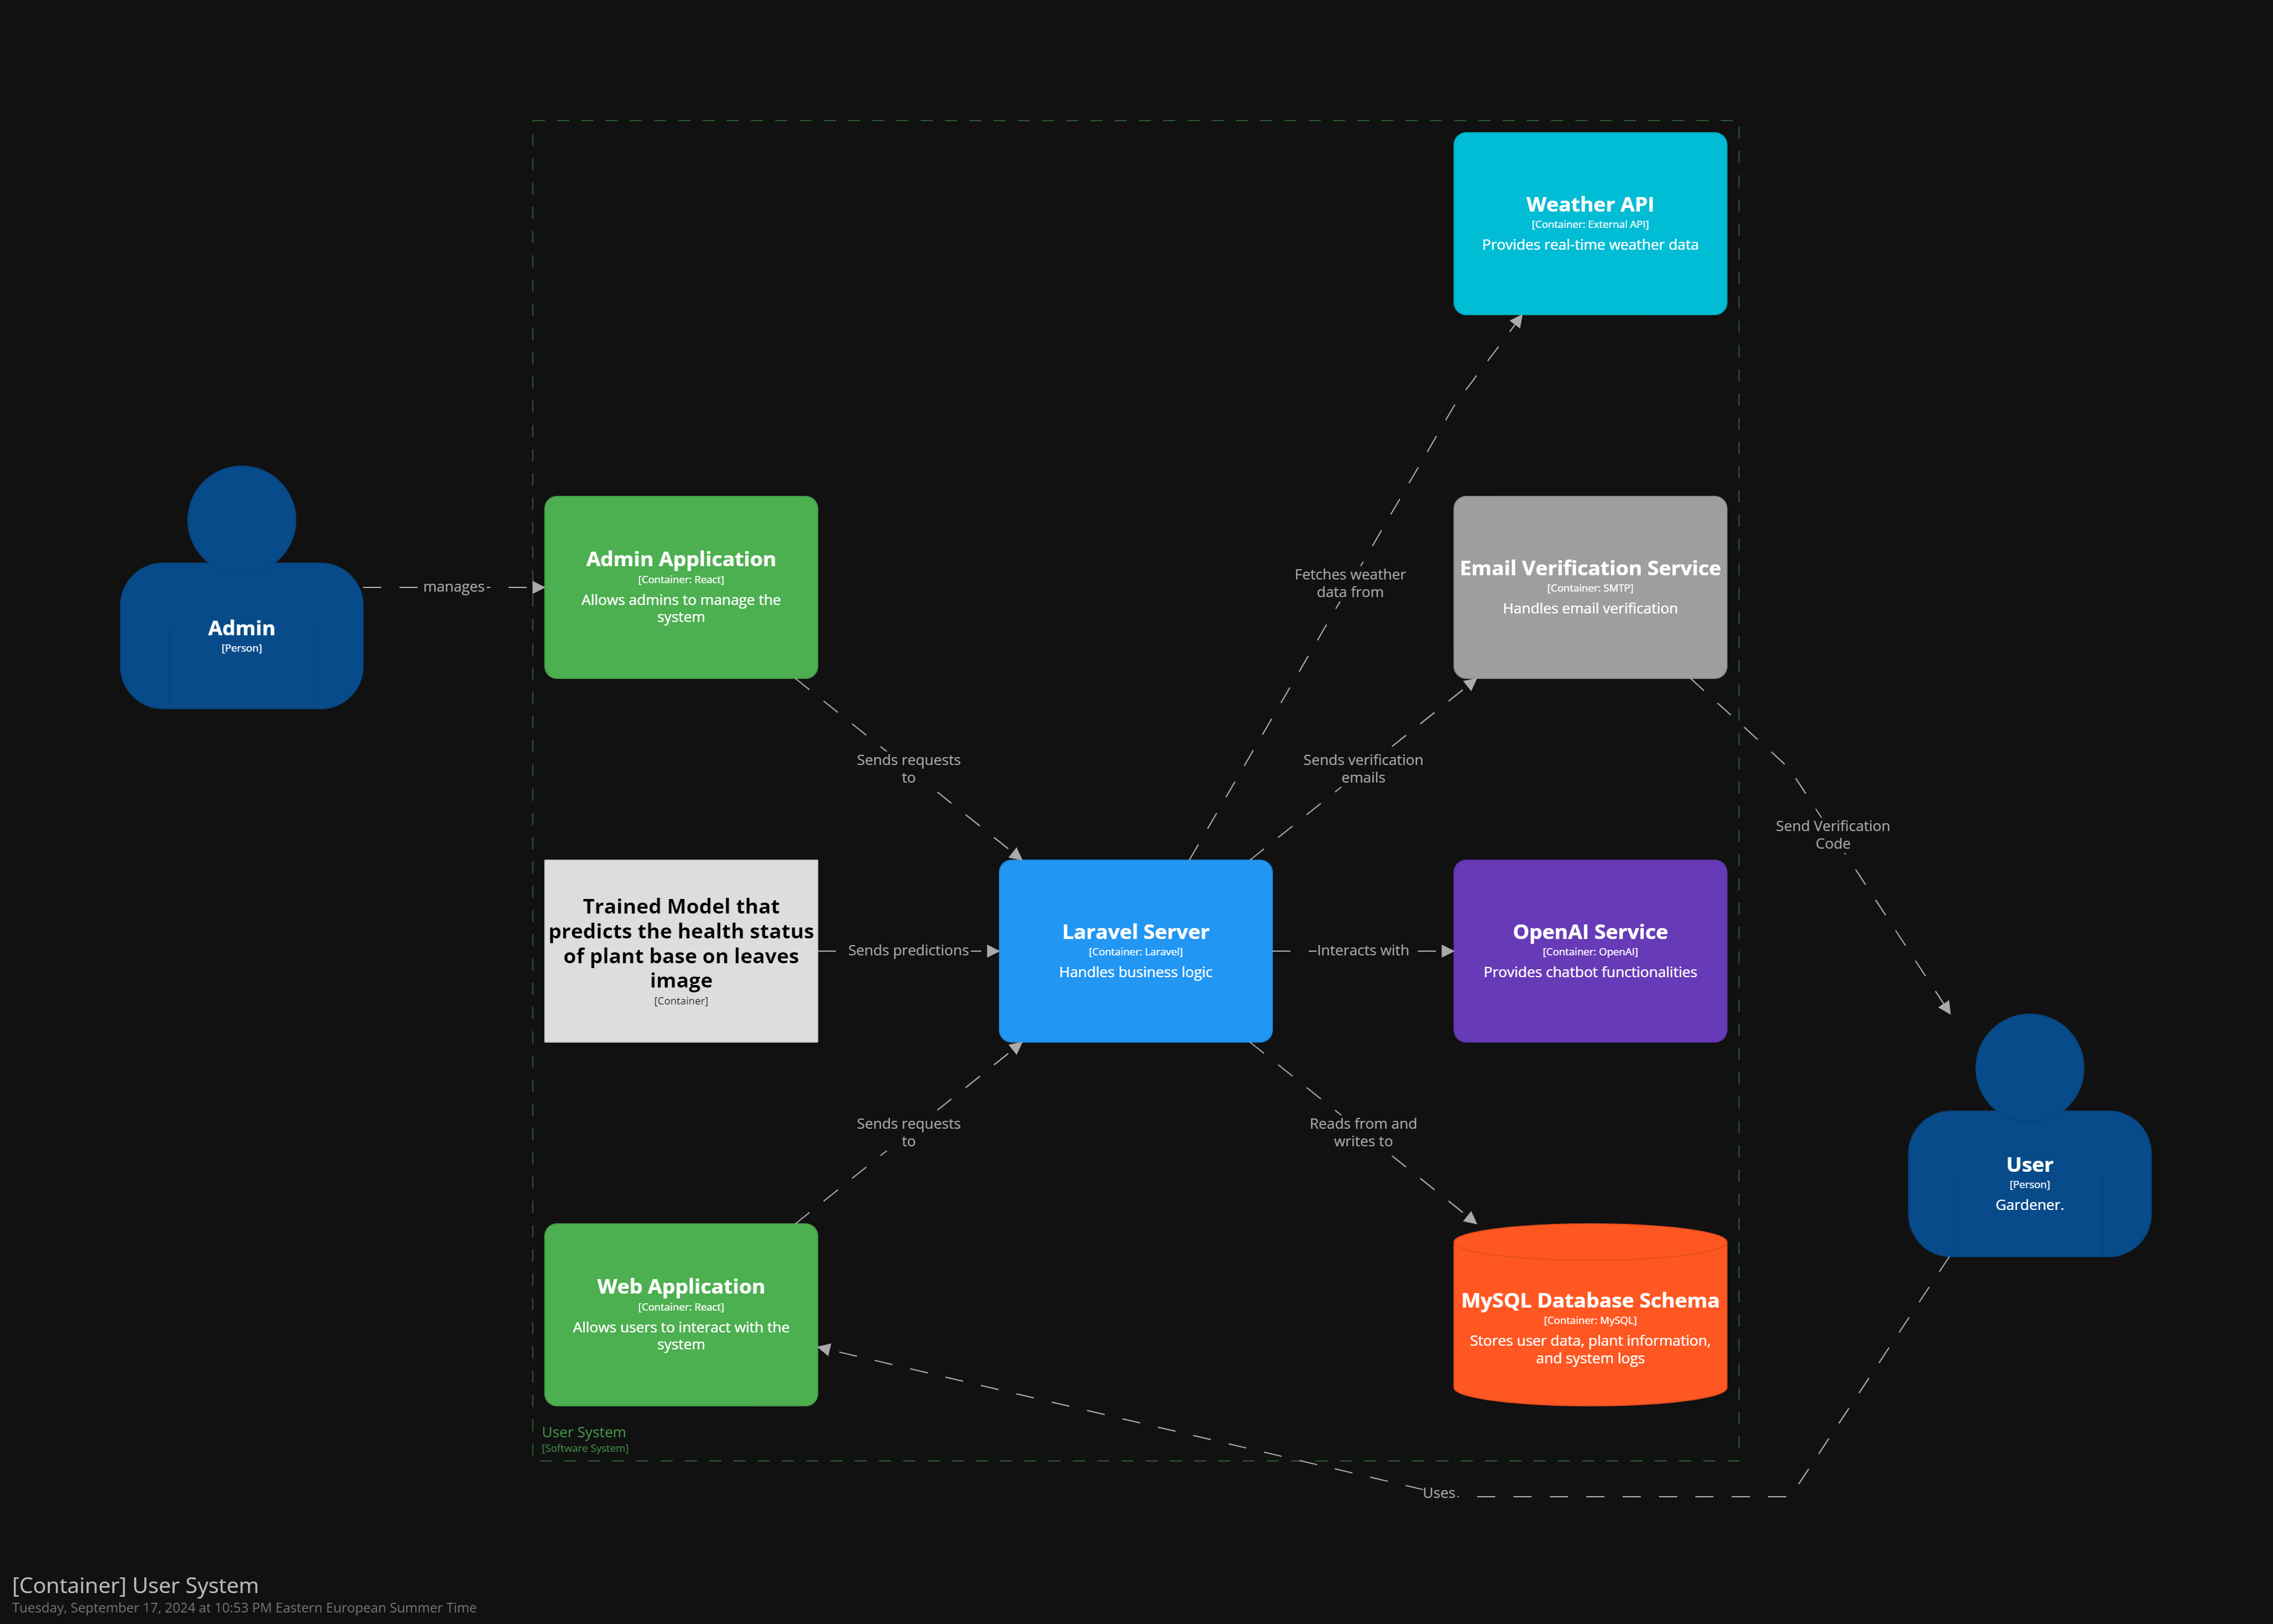 Weather API
[Container: External API]
Provides real-time weather data
Admin
[Person]
manages
Admin Application
[Container: React]
Allows admins to manage the
system
Fetches weather
data from
Email Verification Service
[Container: SMTP]
Handles email verification
Sends requests
to
Sends verification
emails
Send Verification
Code
Trained Model that
predicts the health status
of plant base on leaves
image
[Container]
Sends predictions
Laravel Server
[Container: Laravel]
Handles business logic
Interacts with
OpenAI Service
[Container: OpenAI]
Provides chatbot functionalities
Sends requests
to
Reads from and
writes to
User
[Person]
Gardener.
Web Application
[Container: React]
Allows users to interact with the
system
MySQL Database Schema
[Container: MySQL]
Stores user data, plant information,
and system logs
User System
[Software System]
Uses
[Container] User System
Tuesday, September 17, 2024 at 10:53 PM Eastern European Summer Time